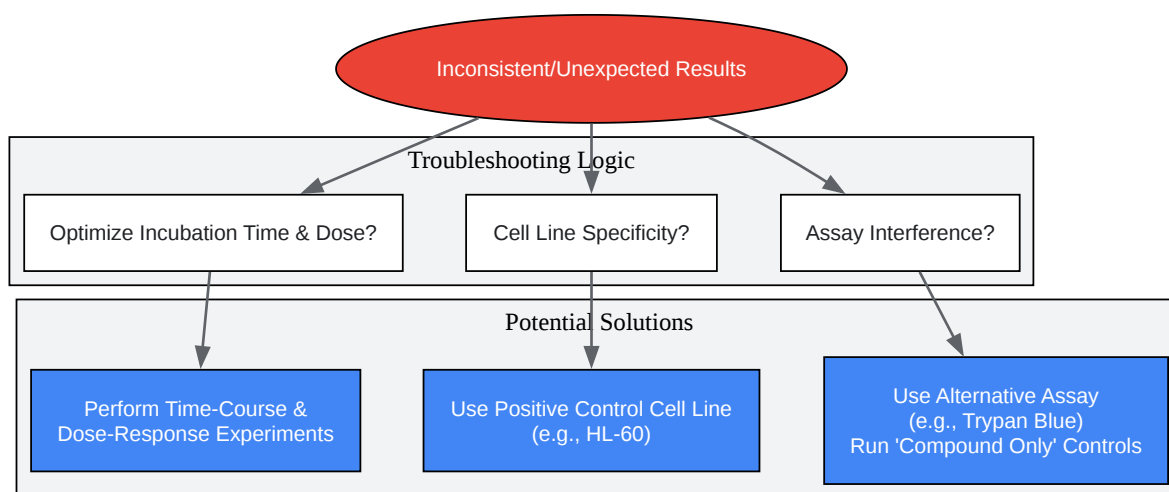 Inconsistent/Unexpected Results
Troubleshooting Logic
Optimize Incubation Time & Dose?
Cell Line Specificity?
Assay Interference?
Potential Solutions
Perform Time-Course &
Dose-Response Experiments
Use Positive Control Cell Line
(e.g., HL-60)
Use Alternative Assay
(e.g., Trypan Blue)
Run 'Compound Only' Controls